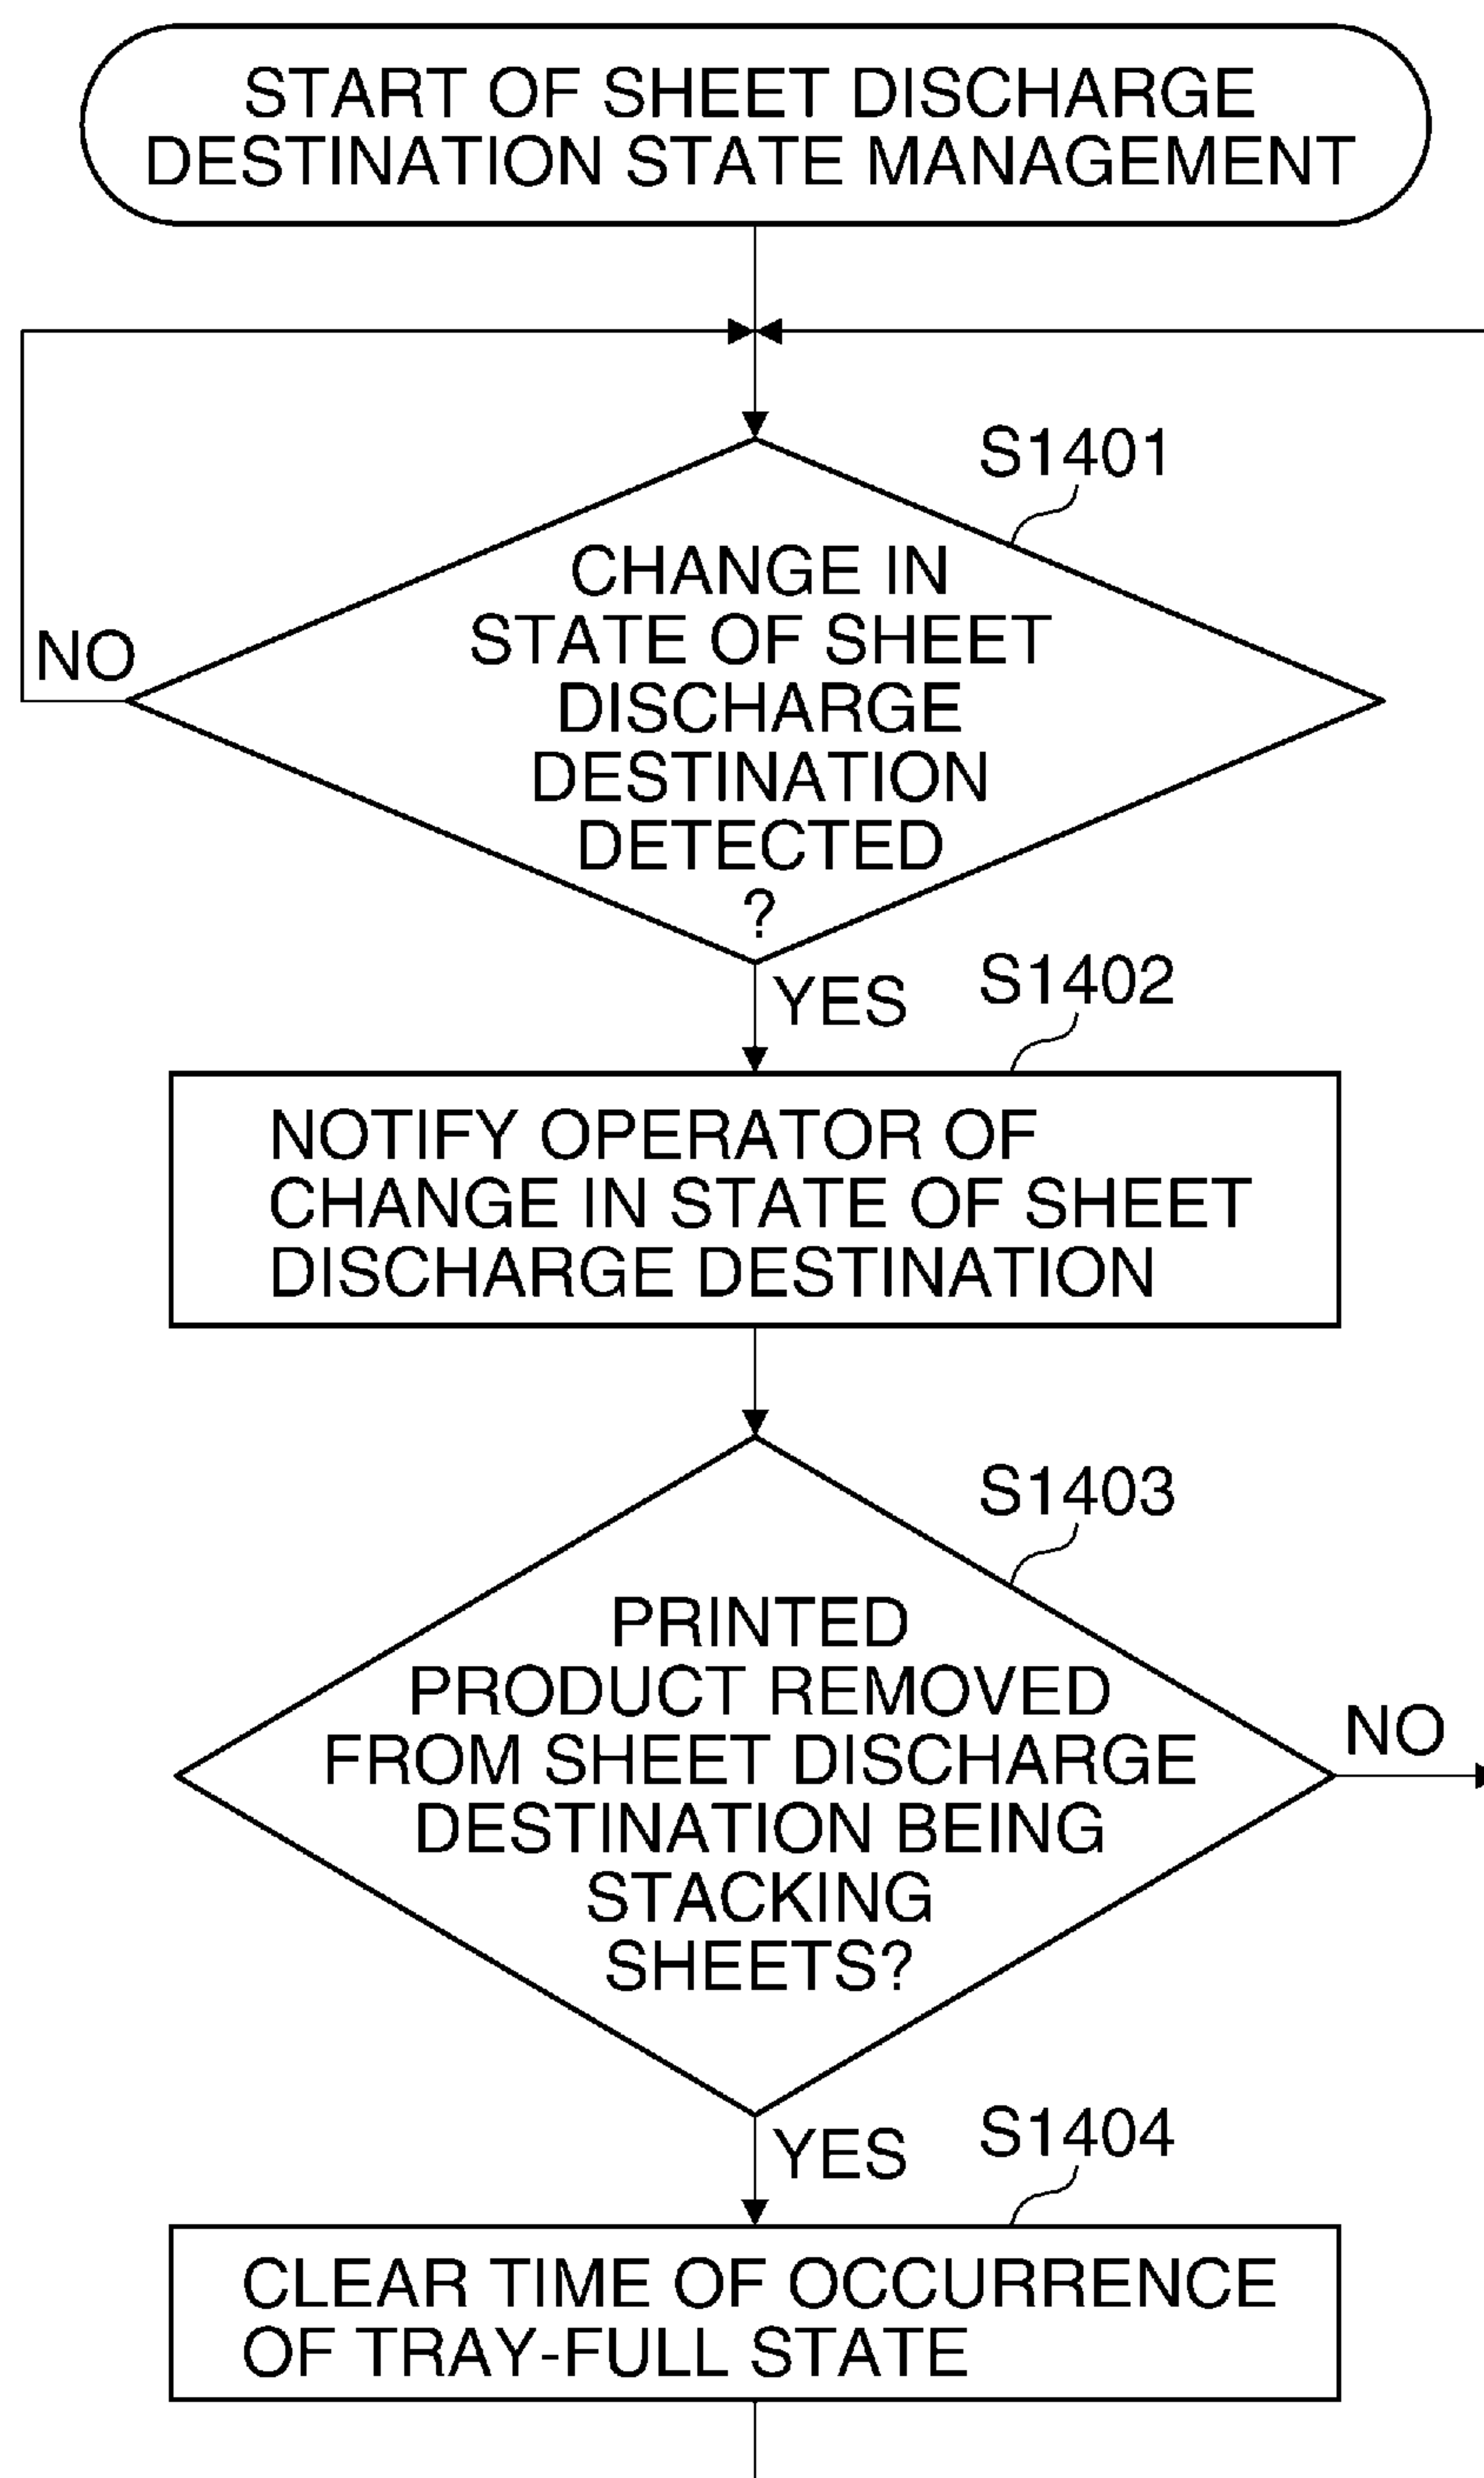 START OF SHEET DISCHARGE
DESTINATION STATE MANAGEMENT
S1401
CHANGE IN
STATE OF SHEET
DISCHARGE
DESTINATION
DETECTED
?
NO
YES
S1402
NOTIFY OPERATOR OF
CHANGE IN STATE OF SHEET
DISCHARGE DESTINATION
S1403
PRINTED
PRODUCT REMOVED
FROM SHEET DISCHARGE
DESTINATION BEING
STACKING
SHEETS?
NO
YES
S1404
CLEAR TIME OF OCCURRENCE
OF TRAY-FULL STATE